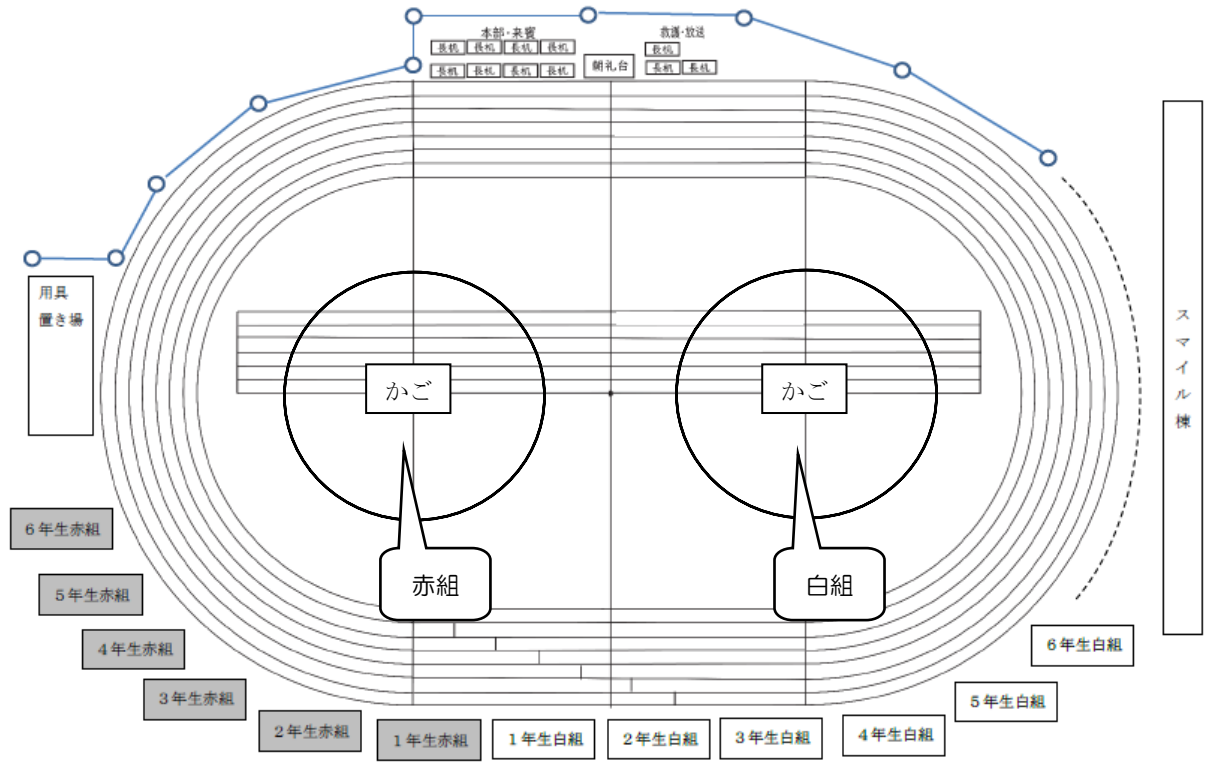 本部・来賓
救護・放送
長机 長机 長机 長机
長机
長机 長机 長机 長机
朝礼台
長机 長机
用具
置き場
スマイル棟
かご
かご
赤組
白組
6年生赤組
5年生赤組
4年生赤組
3年生赤組
2年生赤組
1年生赤組
1年生白組
2年生白組
3年生白組
4年生白組
5年生白組
6年生白組